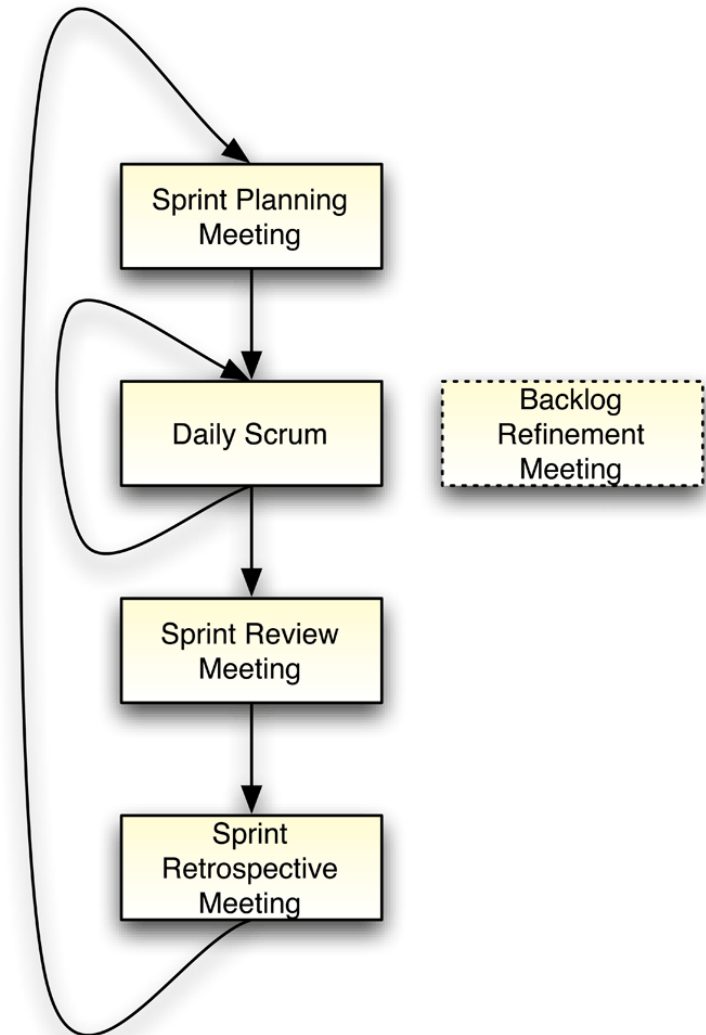 Sprint Planning
Meeting
Daily Scrum
Backlog
Refinement
Meeting
Sprint Review
Meeting
Sprint
Retrospective
Meeting